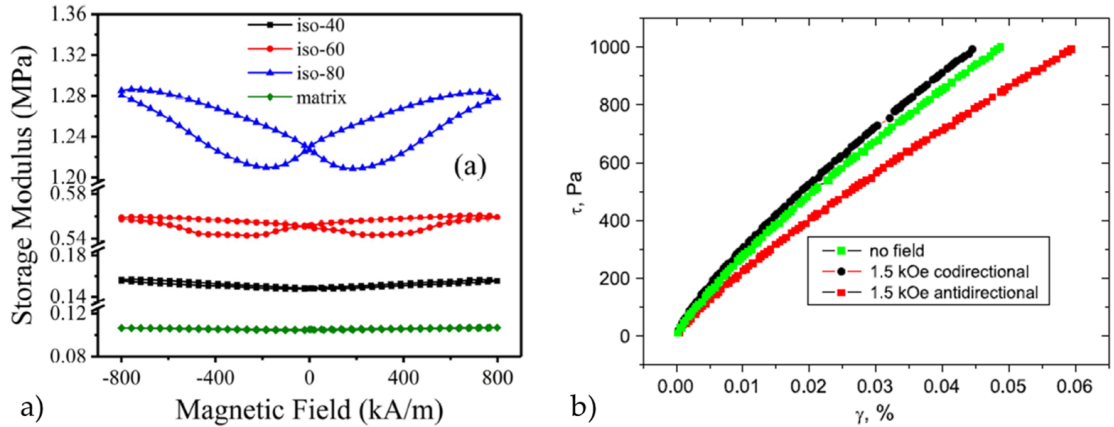 1.36
1.32
1.28
1.24
1.20
0.58
0.54
0.18
0.14
0.12
0.08
Storage Modulus (MPa)
iso-40
iso-60
iso-80
matrix
(a)
-800
-400
0
400
800
Magnetic Field (kA/m)
a)
1000
800
600
400
200
0
τ, Pa
no field
1.5 kOe codirectional
1.5 kOe antidirectional
0.00
0.01
0.02
0.03
0.04
0.05
0.06
γ, %
b)